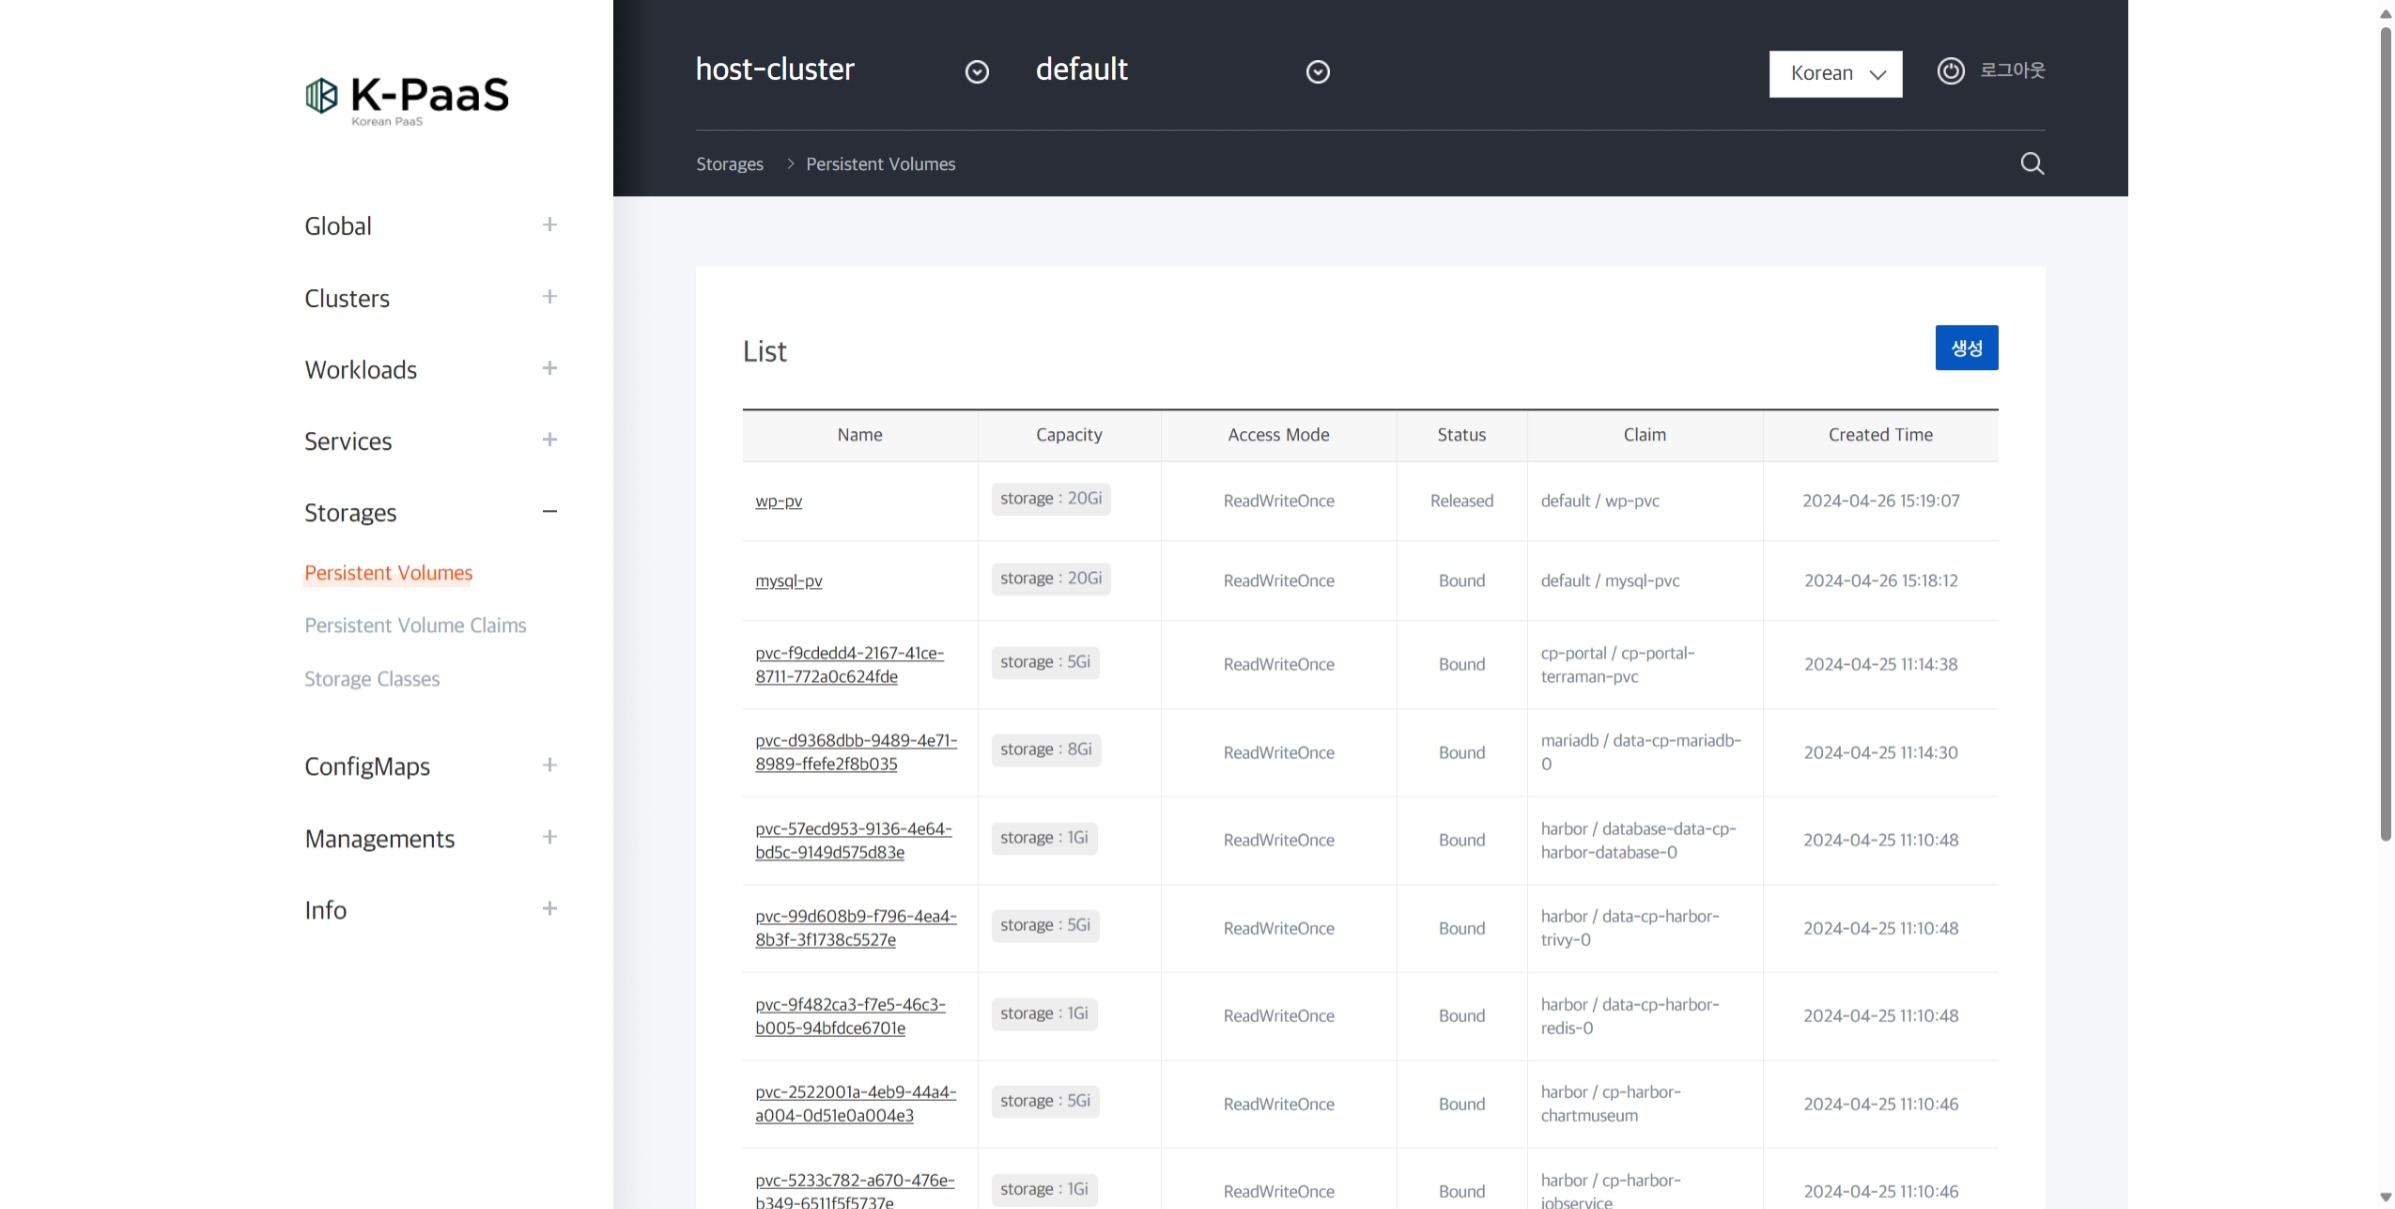 K-PaaS
Korean PaaS
Global
Clusters
Workloads
Services
Storages
Persistent Volumes
Persistent Volume Claims
Storage Classes
ConfigMaps
Managements
Info
host-cluster
default
Korean
로그아웃
Storages > Persistent Volumes
List
생성
Name Capacity Access Mode Status Claim Created Time
wp-pv storage : 20Gi ReadWriteOnce Released default / wp-pvc 2024-04-26 15:19:07
mysql-pv storage : 20Gi ReadWriteOnce Bound default / mysql-pvc 2024-04-26 15:18:12
pvc-f9cdedd4-2167-41ce-
8711-772a0c624fde
storage : 5Gi ReadWriteOnce Bound
cp-portal / cp-portal-
terraman-pvc
2024-04-25 11:14:38
pvc-d9368dbb-9489-4e71-
8989-ffefe2f8b035
storage : 8Gi ReadWriteOnce Bound
mariadb / data-cp-mariadb-
0
2024-04-25 11:14:30
pvc-57ecd953-9136-4e64-
bd5c-9149d575d83e
storage : 1Gi ReadWriteOnce Bound
harbor / database-data-cp-
harbor-database-0
2024-04-25 11:10:48
pvc-99d608b9-f796-4ea4-
8b3f-3f1738c5527e
storage : 5Gi ReadWriteOnce Bound
harbor / data-cp-harbor-
trivy-0
2024-04-25 11:10:48
pvc-9f482ca3-f7e5-46c3-
b005-94bfdce6701e
storage : 1Gi ReadWriteOnce Bound
harbor / data-cp-harbor-
redis-0
2024-04-25 11:10:48
pvc-2522001a-4eb9-44a4-
a004-0d51e0a004e3
storage : 5Gi ReadWriteOnce Bound
harbor / cp-harbor-
chartmuseum
2024-04-25 11:10:46
pvc-5233c782-a670-476e-
b349-6511f5f5737e
storage : 1Gi ReadWriteOnce Bound
harbor / cp-harbor-
jobservice
2024-04-25 11:10:46